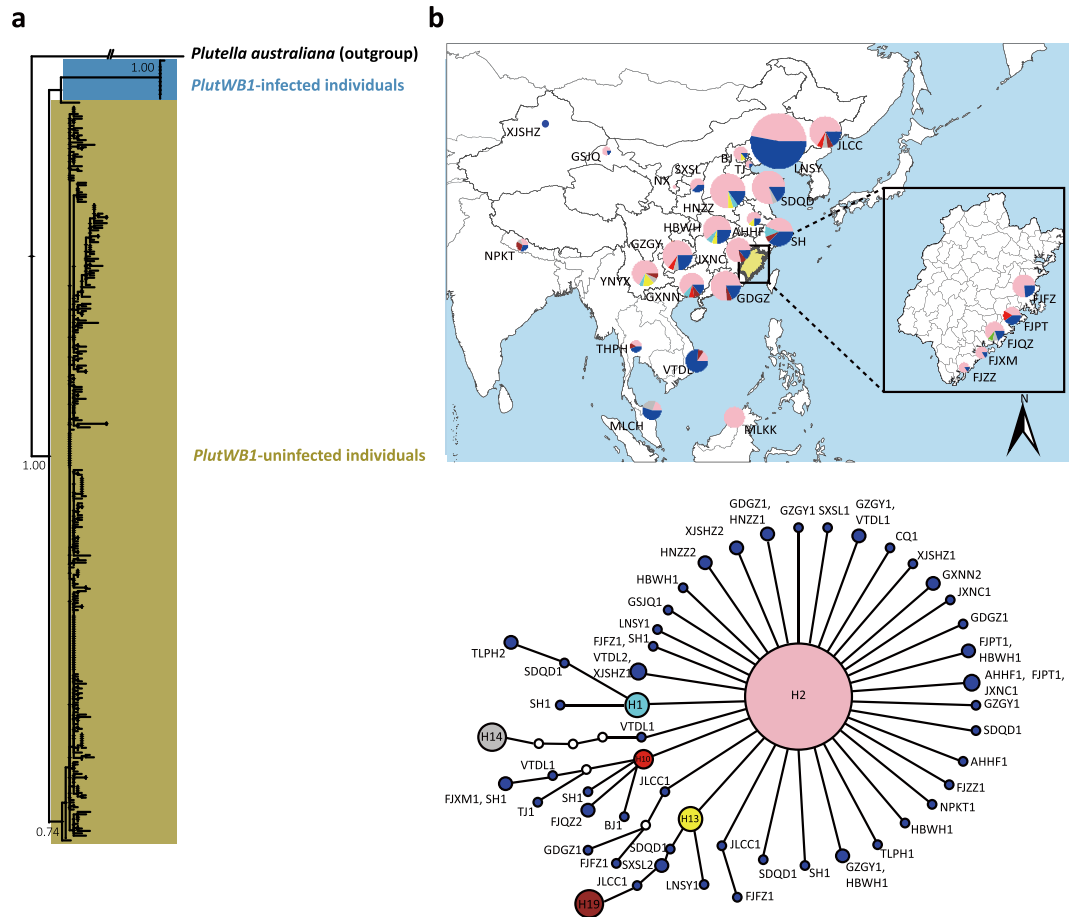 a
Plutella australiana (outgroup)
1.00
PlutWB1-infected individuals
PlutWB1-uninfected individuals
1.00
0.74
b
XJSHZ
GSJQ
SXSL
NX
BJ
TJ
LNSY
JLCC
HNZZ
SDQD
HBWH
AHHF
SH
NPKT
GZGY
JXNC
YNYX
GXNN
GDGZ
THPH
VTDL
MLCH
MLKK
FJFZ
FJPT
FJQZ
FJXM
FJZZ
N
GDGZ1,
HNZZ1
GZGY1
SXSL1
GZGY1,
VTDL1
CQ1
XJSHZ1
GXNN2
JXNC1
GDGZ1
FJPT1,
HBWH1
AHHF1, FJPT1,
JXNC1
GZGY1
SDQD1
AHHF1
FJZZ1
NPKT1
HBWH1
TLPH1
GZGY1,
HBWH1
SH1
SDQD1
JLCC1
FJFZ1
XJSHZ2
HNZZ2
HBWH1
GSJQ1
LNSY1
FJFZ1,
SH1
VTDL2,
XJSHZ1
TLPH2
SDQD1
SH1
H1
H2
VTDL1
H14
H10
VTDL1
FJXM1, SH1
TJ1
SH1
FJQZ2
BJ1
JLCC1
GDGZ1
FJFZ1
H13
SDQD1
SXSL2
JLCC1
LNSY1
H19